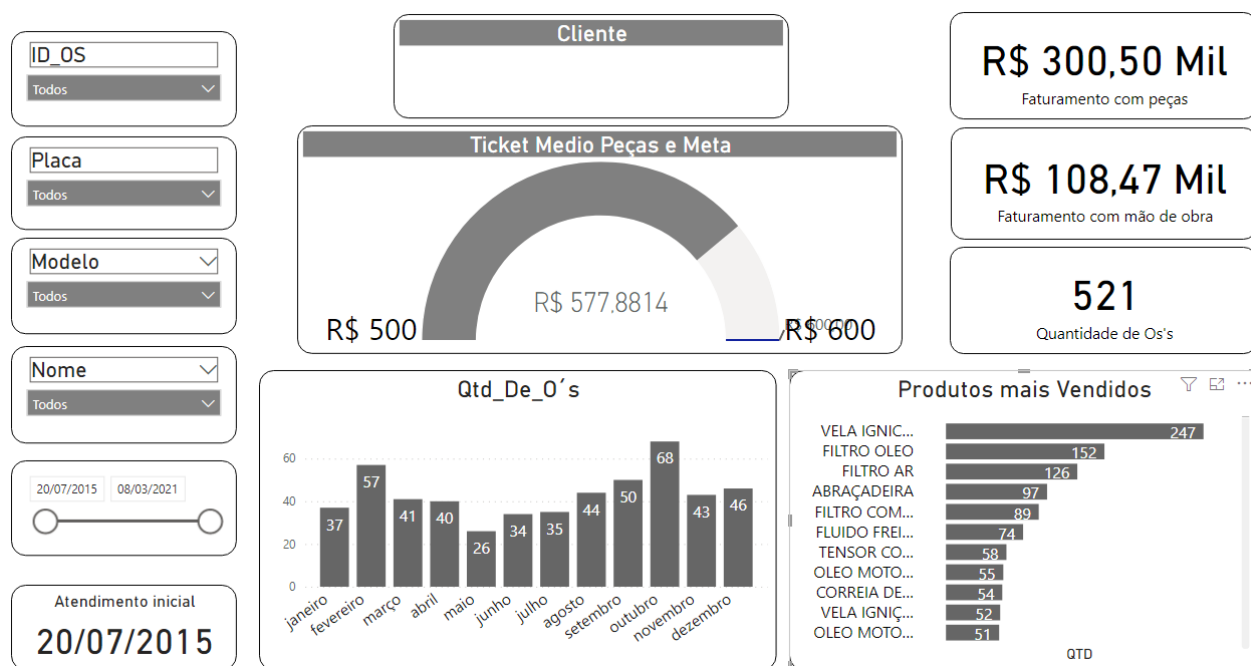 ID_OS
Todos
Placa
Todos
Modelo
Todos
Nome
Todos
20/07/2015 08/03/2021
Atendimento inicial
20/07/2015
Cliente
Ticket Medio Peças e Meta
R$ 577,8814
R$ 500
R$ 600
R$ 300,50 Mil
Faturamento com peças
R$ 108,47 Mil
Faturamento com mão de obra
521
Quantidade de Os's
Qtd_De_O´s
60
40
20
0
37
57
41
40
26
34
35
44
50
68
43
46
janeiro
fevereiro
março
abril
maio
junho
julho
agosto
setembro
outubro
novembro
dezembro
Produtos mais Vendidos
VELA IGNIC... 247
FILTRO OLEO 152
FILTRO AR 126
ABRAÇADEIRA 97
FILTRO COM... 89
FLUIDO FREI... 74
TENSOR CO... 58
OLEO MOTO... 55
CORREIA DE... 54
VELA IGNIÇ... 52
OLEO MOTO... 51
QTD